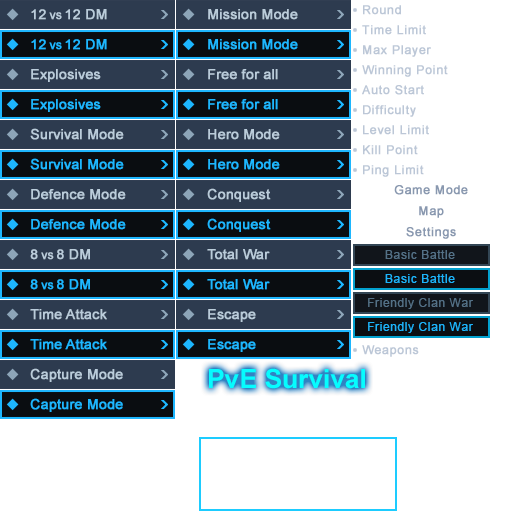 12 vs 12 DM
12 vs 12 DM
Explosives
Explosives
Survival Mode
Survival Mode
Defence Mode
Defence Mode
8 vs 8 DM
8 vs 8 DM
Time Attack
Time Attack
Capture Mode
Capture Mode
Mission Mode
Mission Mode
Free for all
Free for all
Hero Mode
Hero Mode
Conquest
Conquest
Total War
Total War
Escape
Escape
PvE Survival
• Round
• Time Limit
• Max Player
• Winning Point
• Auto Start
• Difficulty
• Level Limit
• Kill Point
• Ping Limit
Game Mode
Map
Settings
Basic Battle
Basic Battle
Friendly Clan War
Friendly Clan War
• Weapons